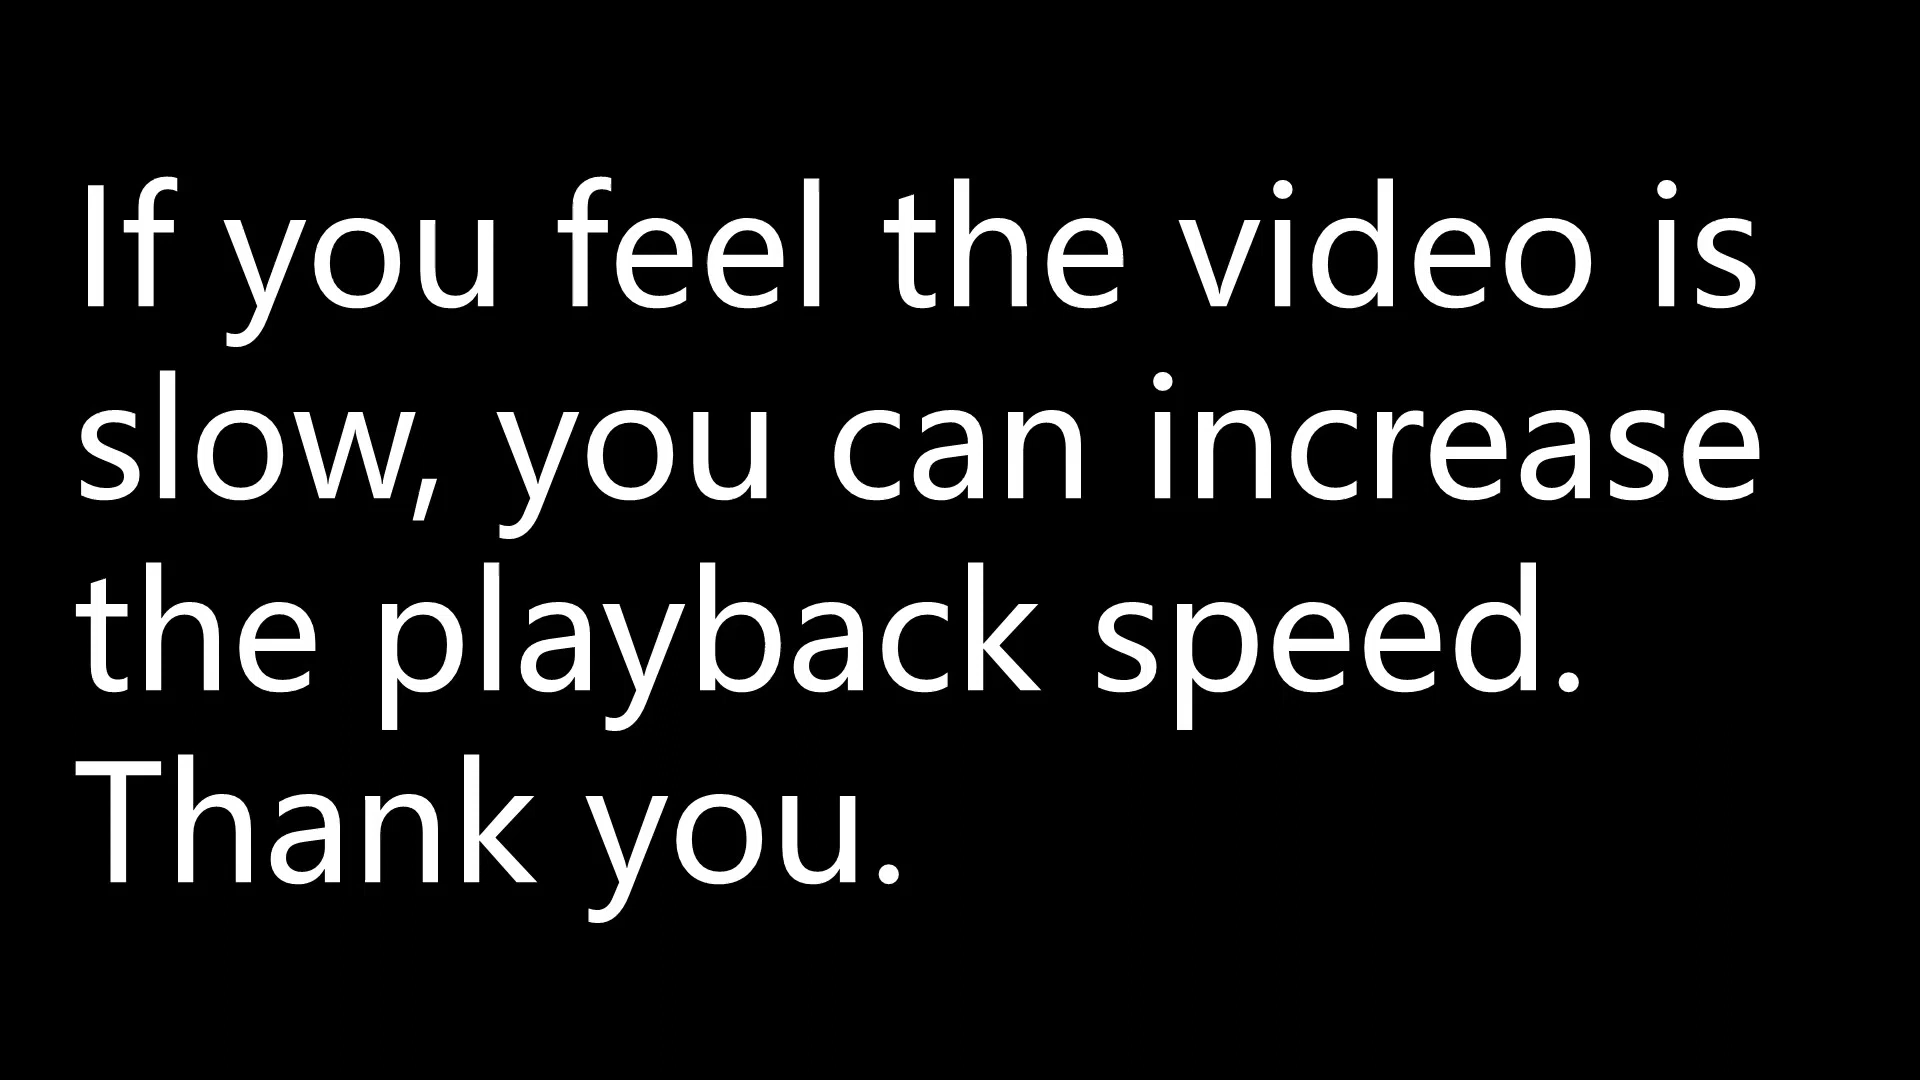 If you feel the video is
slow, you can increase
the playback speed.
Thank you.